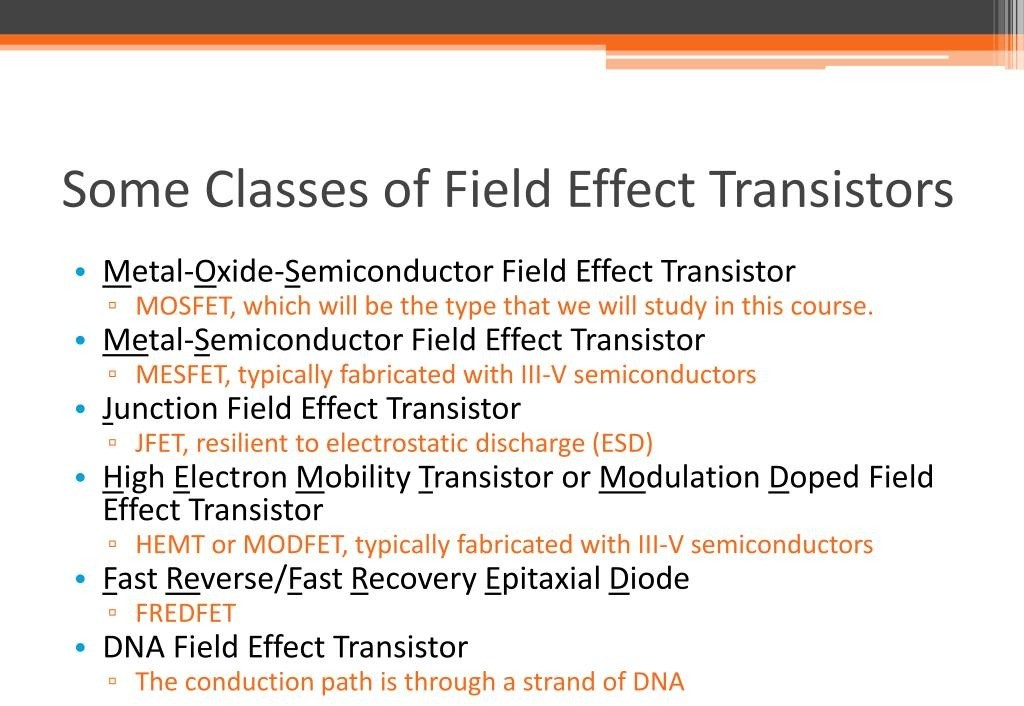 Some Classes of Field Effect Transistors
• Metal-Oxide-Semiconductor Field Effect Transistor
▫ MOSFET, which will be the type that we will study in this course.
• Metal-Semiconductor Field Effect Transistor
▫ MESFET, typically fabricated with III-V semiconductors
• Junction Field Effect Transistor
▫ JFET, resilient to electrostatic discharge (ESD)
• High Electron Mobility Transistor or Modulation Doped Field
Effect Transistor
▫ HEMT or MODFET, typically fabricated with III-V semiconductors
• Fast Reverse/Fast Recovery Epitaxial Diode
▫ FREDFET
• DNA Field Effect Transistor
▫ The conduction path is through a strand of DNA